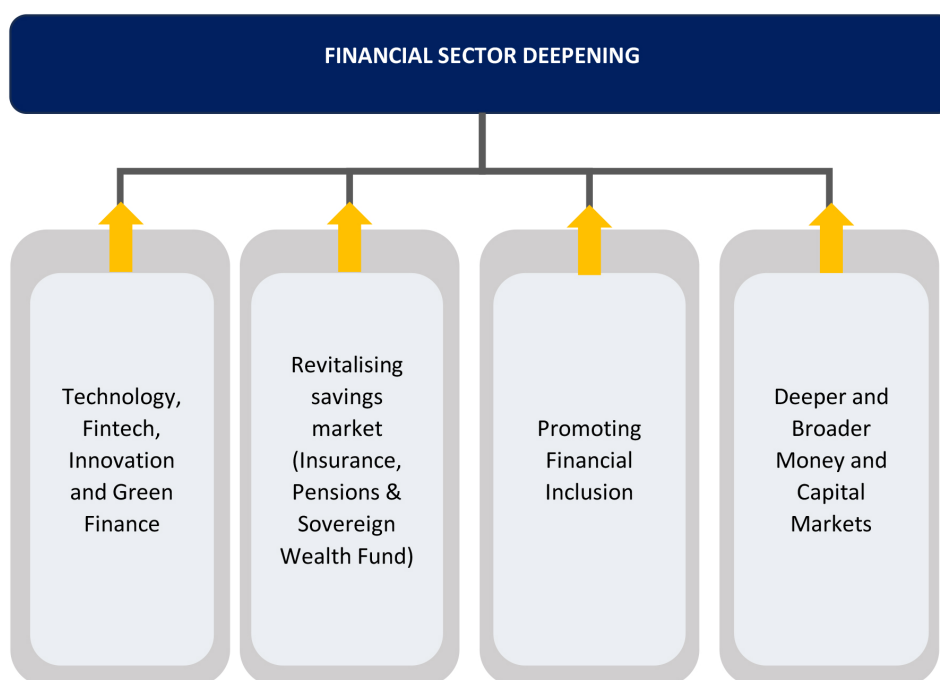 FINANCIAL SECTOR DEEPENING
Technology,
Fintech,
Innovation
and Green
Finance
Revitalising
savings
market
(Insurance,
Pensions &
Sovereign
Wealth Fund)
Promoting
Financial
Inclusion
Deeper and
Broader
Money and
Capital
Markets